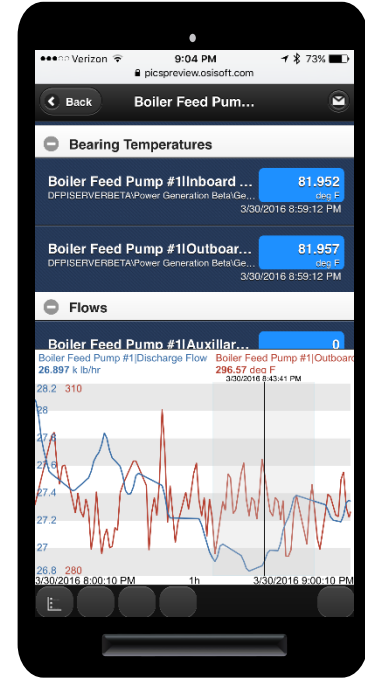 Verizon 9:04 PM 73%
picspreview.osisoft.com
Back Boiler Feed Pum...
Bearing Temperatures
Boiler Feed Pump #1|Inboard ... 81.952
DFPISERVERBETA\Power Generation Beta\Ge... deg F
3/30/2016 8:59:12 PM
Boiler Feed Pump #1|Outboar... 81.957
DFPISERVERBETA\Power Generation Beta\Ge... deg F
3/30/2016 8:59:12 PM
Flows
Boiler Feed Pump #1|Auxillar... 0
Boiler Feed Pump #1|Discharge Flow Boiler Feed Pump #1|Outboard
26.897 k lb/hr 296.57 deg F
3/30/2016 8:43:41 PM
28.2 310
28
27.8
27.6
27.4
27.2
27
26.8 280
3/30/2016 8:00:10 PM 1h 3/30/2016 9:00:10 PM